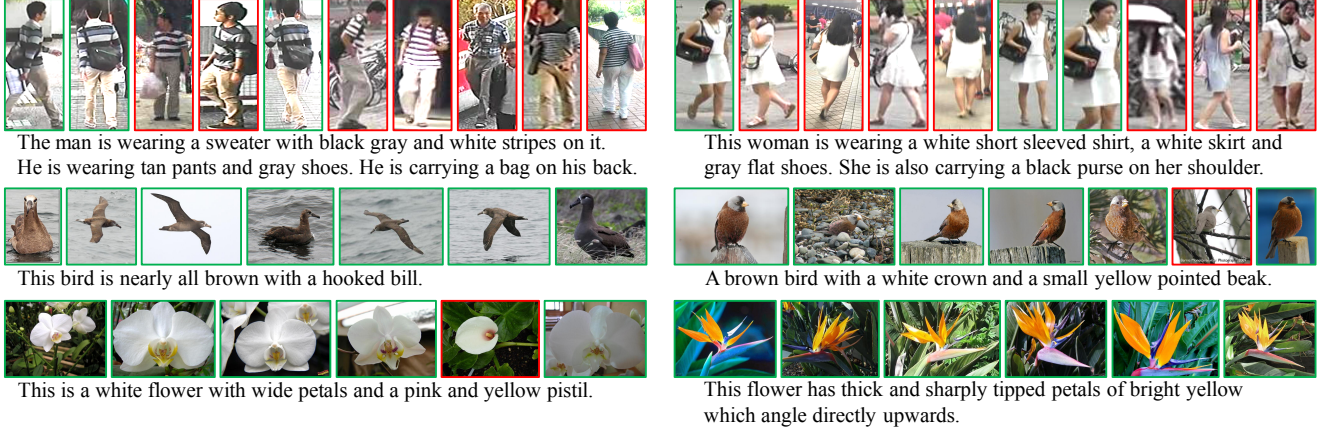 The man is wearing a sweater with black gray and white stripes on it.
He is wearing tan pants and gray shoes. He is carrying a bag on his back.
This woman is wearing a white short sleeved shirt, a white skirt and
gray flat shoes. She is also carrying a black purse on her shoulder.
This bird is nearly all brown with a hooked bill.
A brown bird with a white crown and a small yellow pointed beak.
This is a white flower with wide petals and a pink and yellow pistil.
This flower has thick and sharply tipped petals of bright yellow
which angle directly upwards.